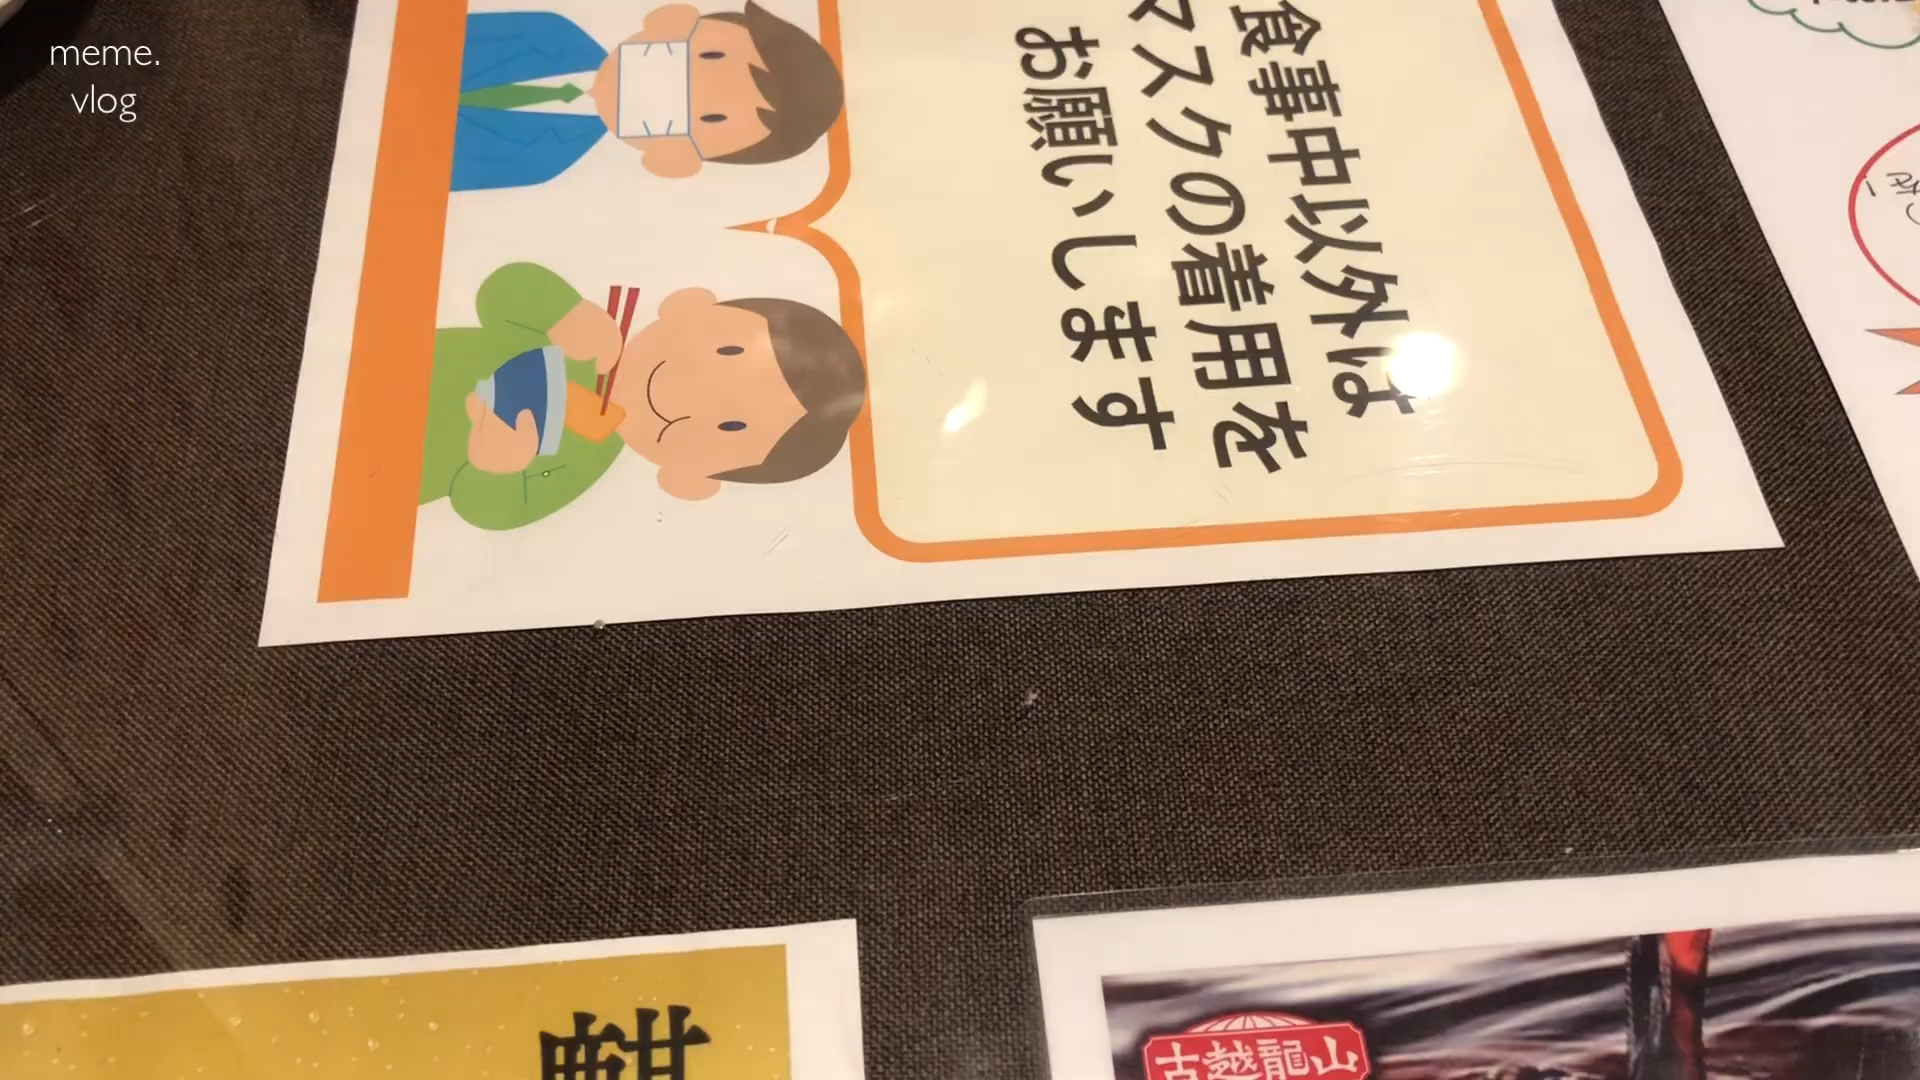 meme.
vlog
食事中以外は
マスクの着用を
お願いします
古越龍山